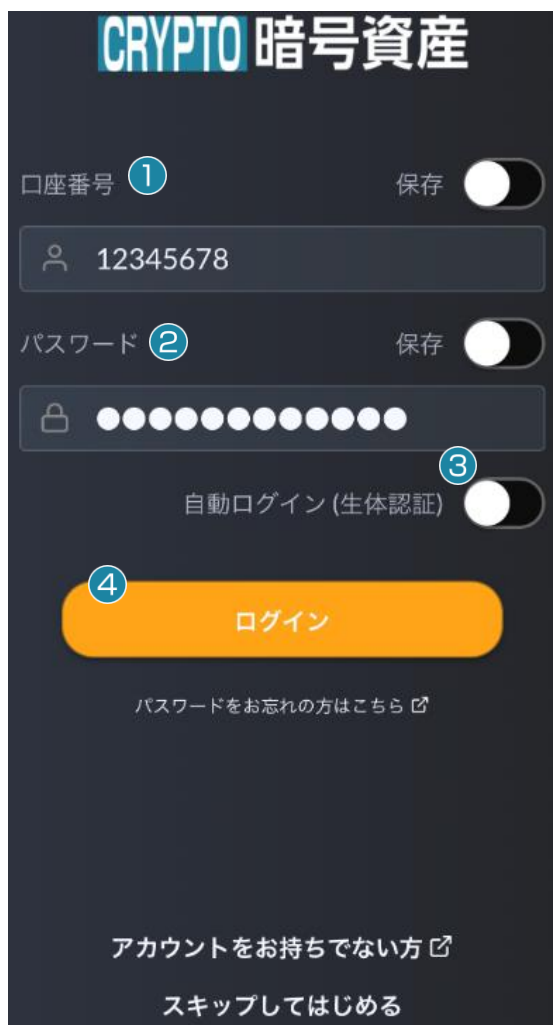 CRYPTO 暗号資産
口座番号 1 保存
12345678
パスワード 2 保存
●●●●●●●●●●●●
3
自動ログイン (生体認証)
4
ログイン
パスワードをお忘れの方はこちら
アカウントをお持ちでない方
スキップしてはじめる